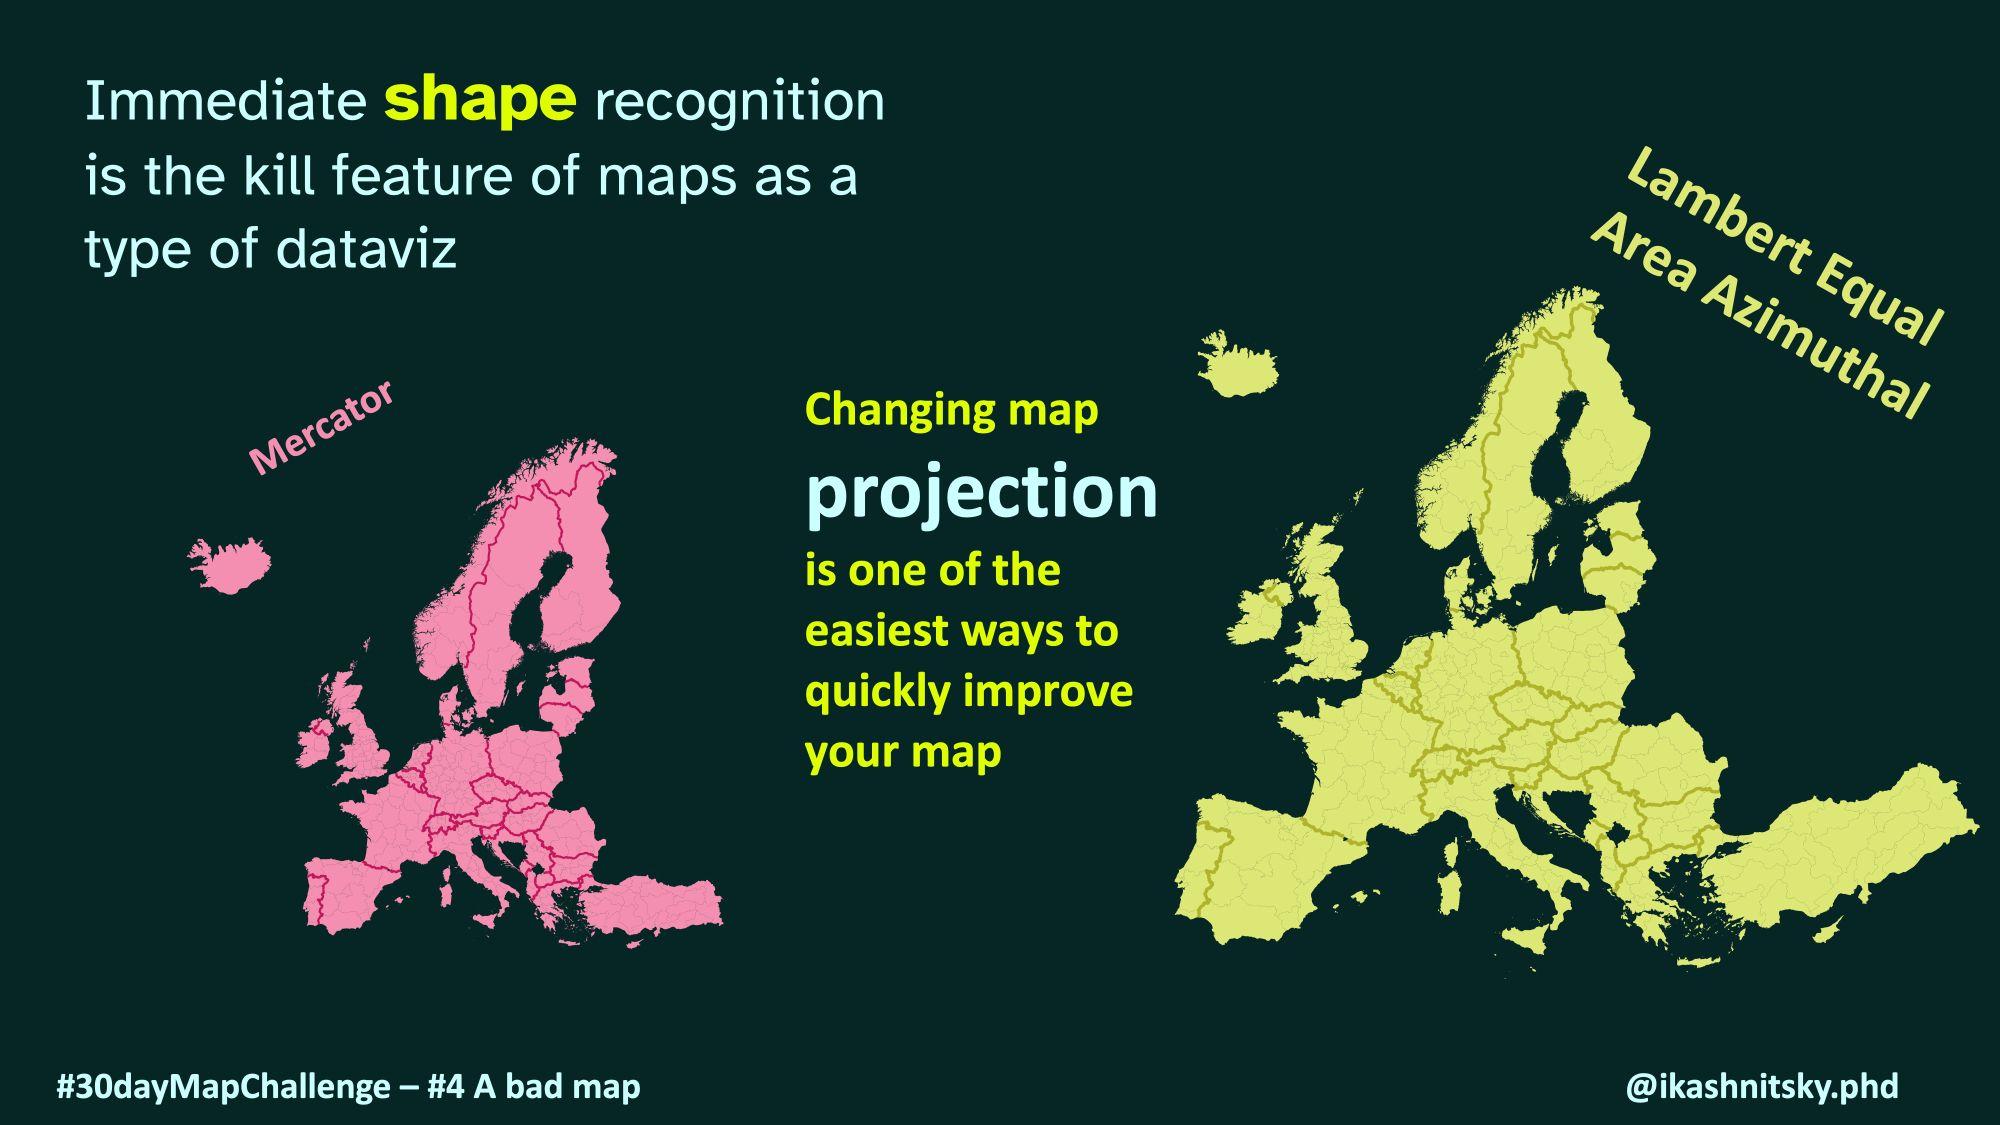 Immediate shape recognition
is the kill feature of maps as a
type of dataviz
Mercator
Changing map
projection
is one of the
easiest ways to
quickly improve
your map
Lambert Equal
Area Azimuthal
#30dayMapChallenge – #4 A bad map
@ikashnitsky.phd